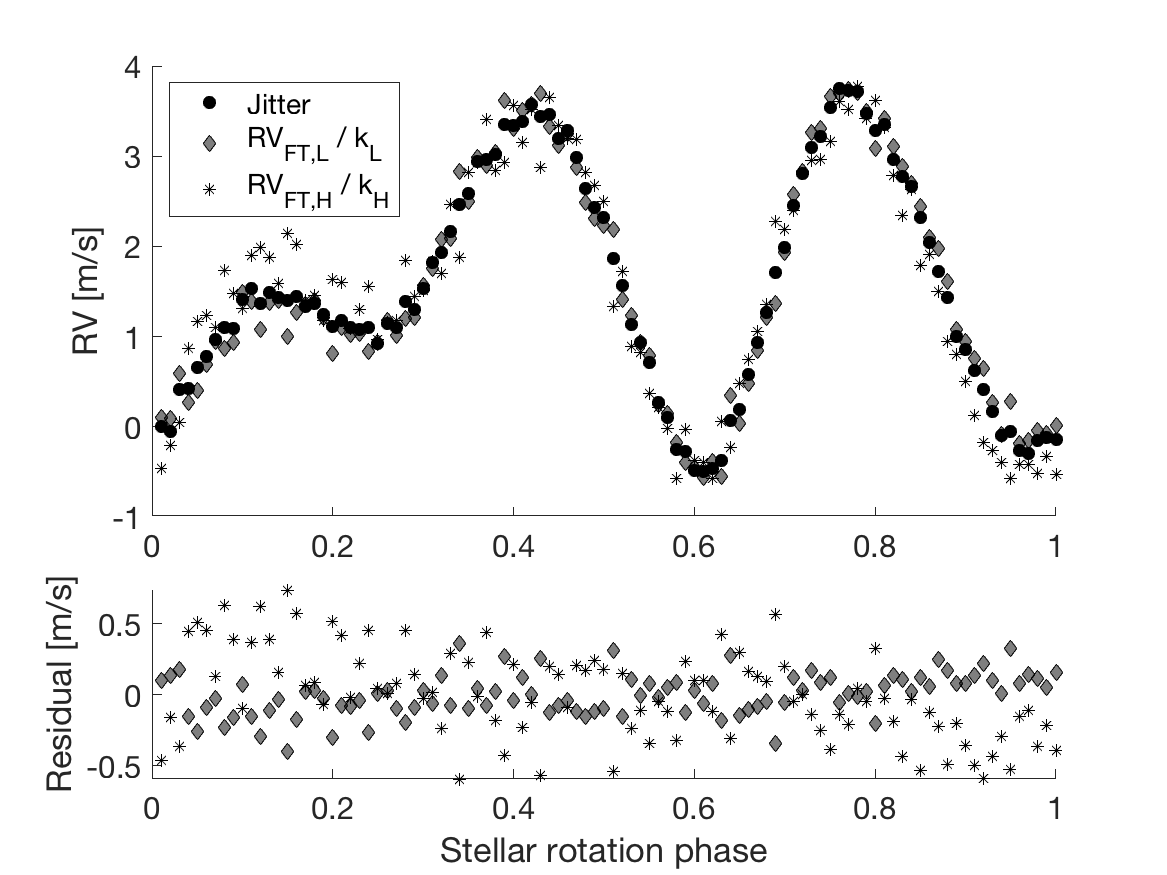 4
3
2
1
0
-1
RV [m/s]
Jitter
RV_FT,L / k_L
RV_FT,H / k_H
0 0.2 0.4 0.6 0.8 1
0.5
0
-0.5
Residual [m/s]
0 0.2 0.4 0.6 0.8 1
Stellar rotation phase